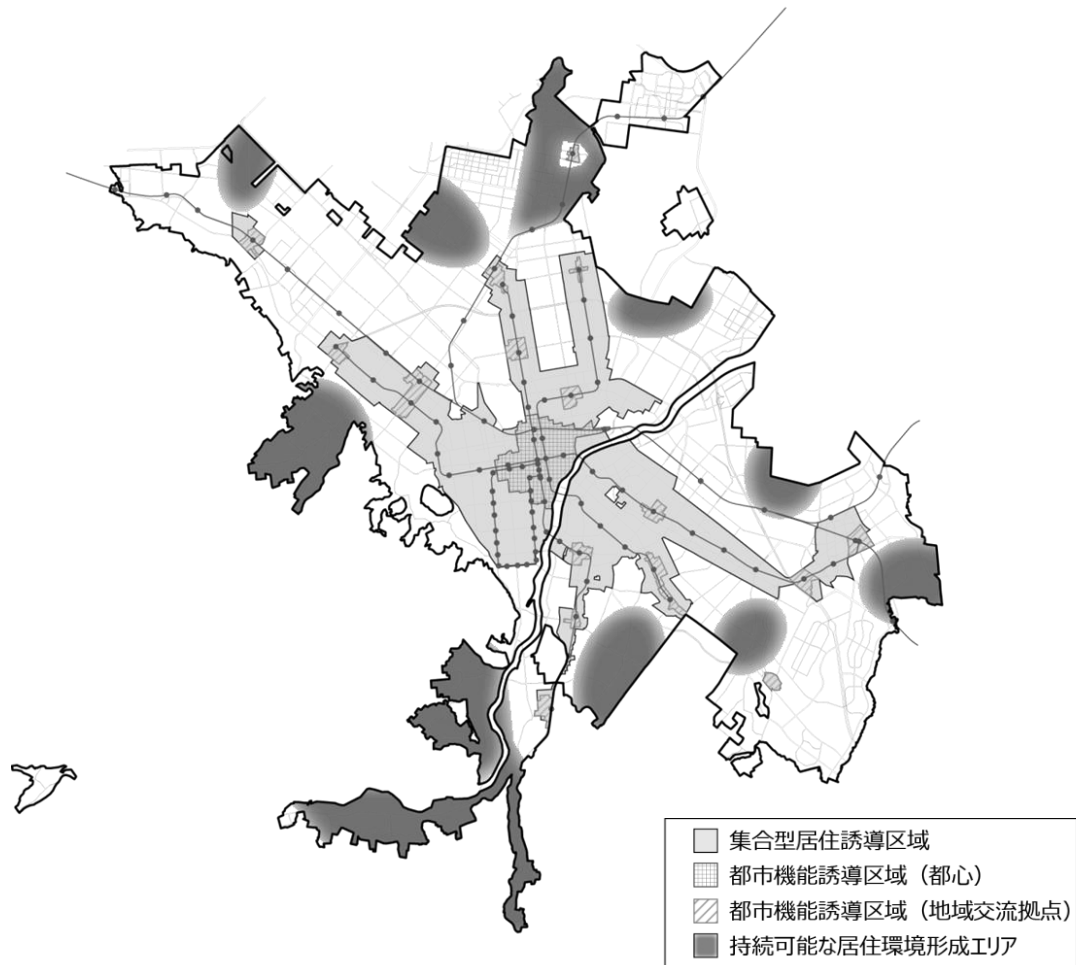 集合型居住誘導区域
都市機能誘導区域（都心）
都市機能誘導区域（地域交流拠点）
持続可能な居住環境形成エリア